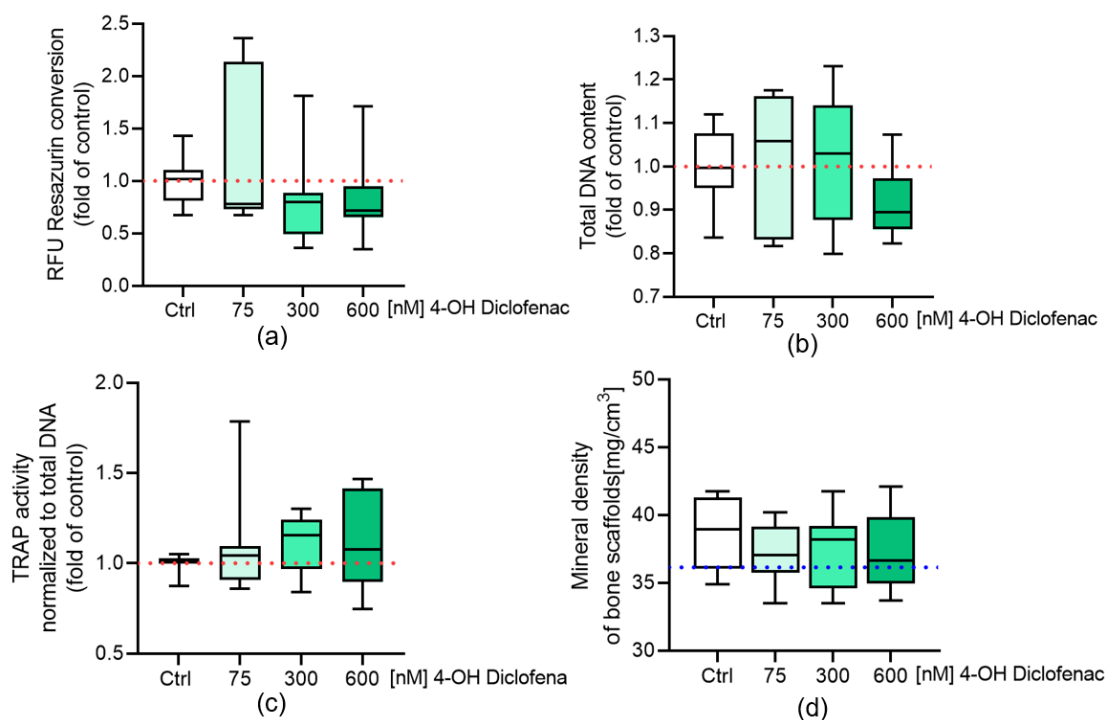 RFU Resazurin conversion
(fold of control)
2.5
2.0
1.5
1.0
0.5
0.0
Ctrl 75 300 600 [nM] 4-OH Diclofenac
(a)
Total DNA content
(fold of control)
1.3
1.2
1.1
1.0
0.9
0.8
0.7
Ctrl 75 300 600 [nM] 4-OH Diclofenac
(b)
TRAP activity
normalized to total DNA
(fold of control)
2.0
1.5
1.0
0.5
Ctrl 75 300 600 [nM] 4-OH Diclofena
(c)
Mineral density
of bone scaffolds[mg/cm³]
50
45
40
35
30
Ctrl 75 300 600 [nM] 4-OH Diclofenac
(d)